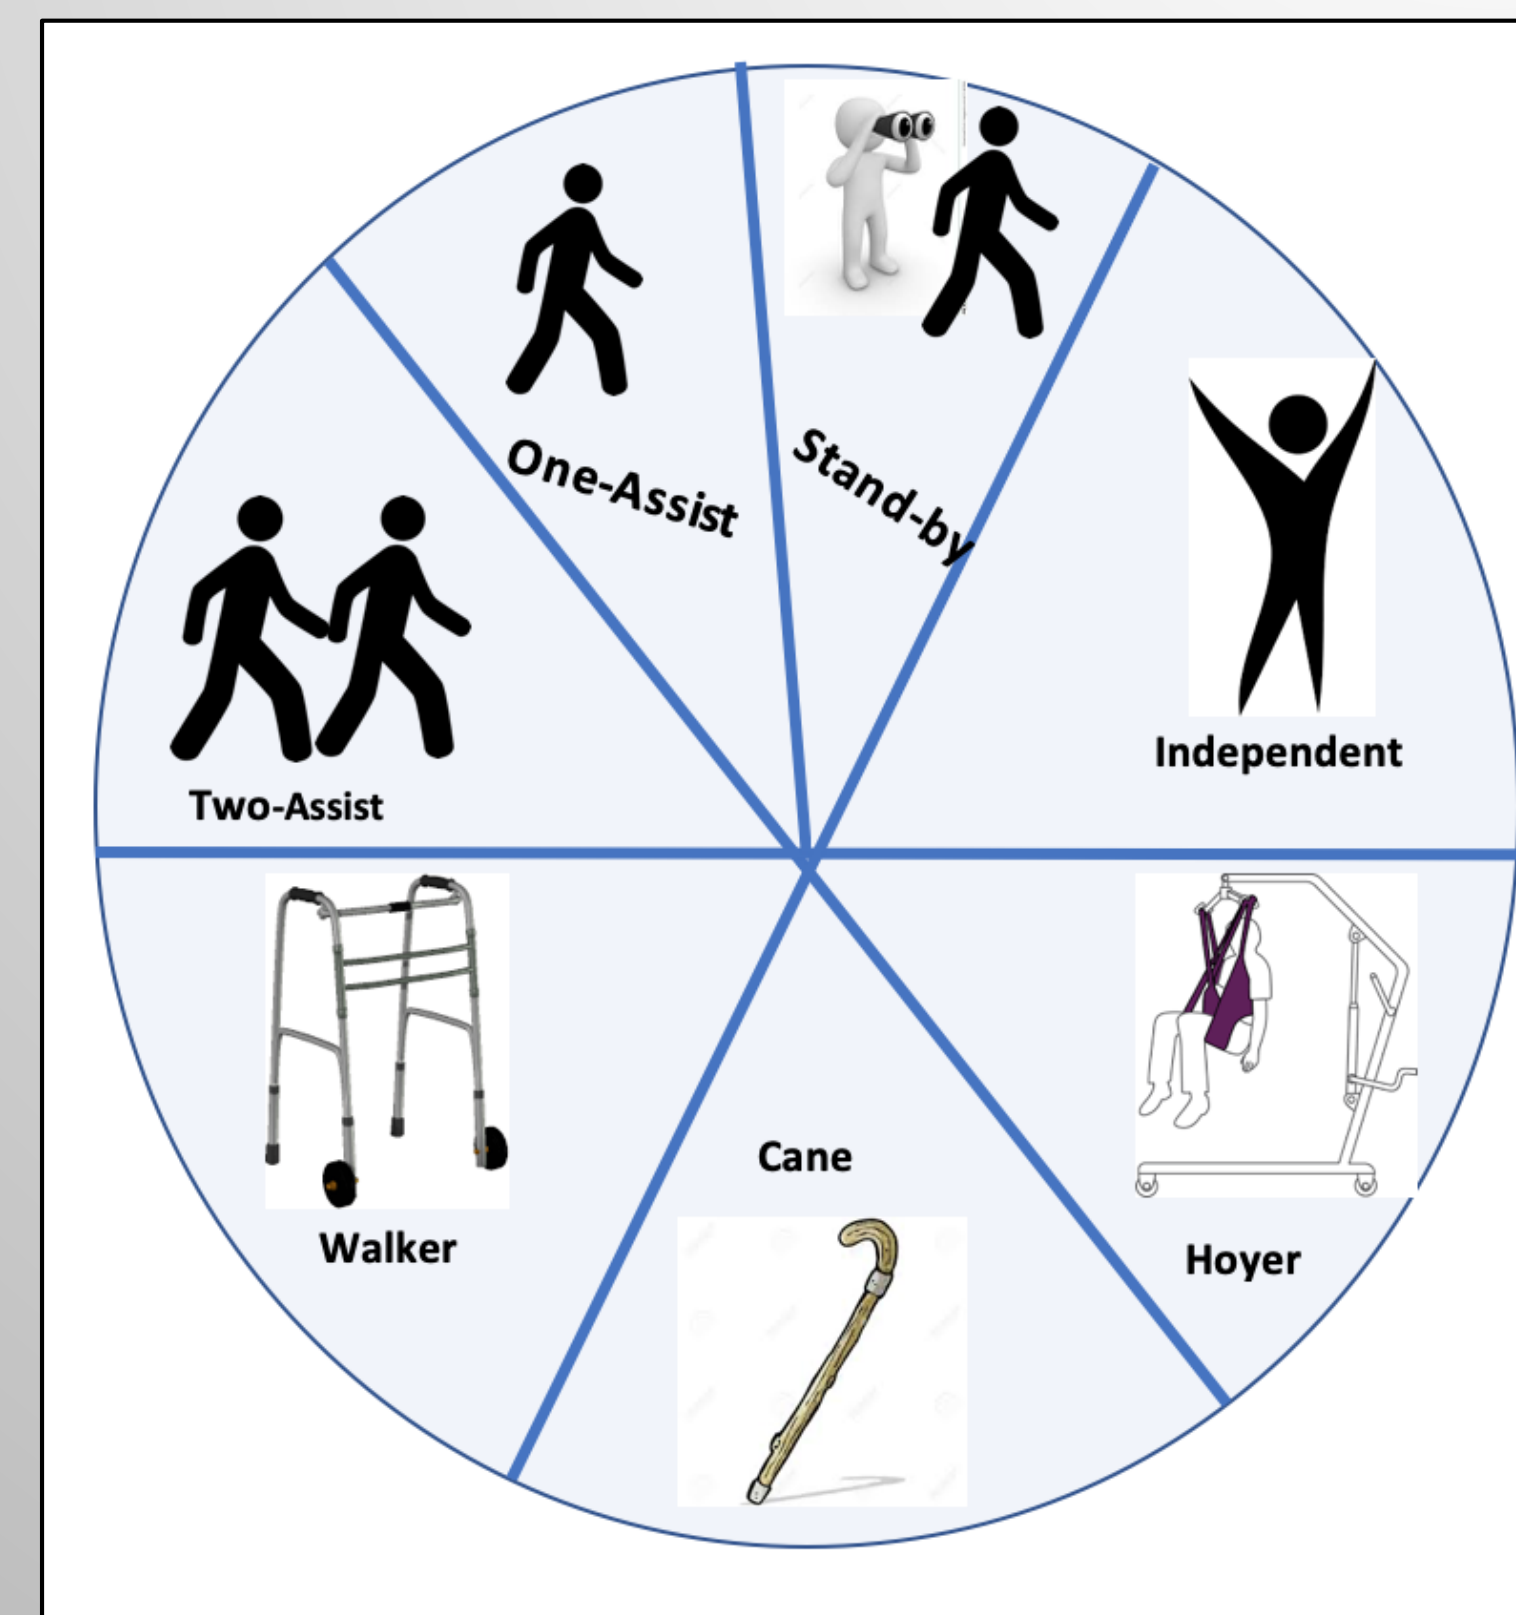 One-Assist
Stand-by
Independent
Two-Assist
Walker
Cane
Hoyer